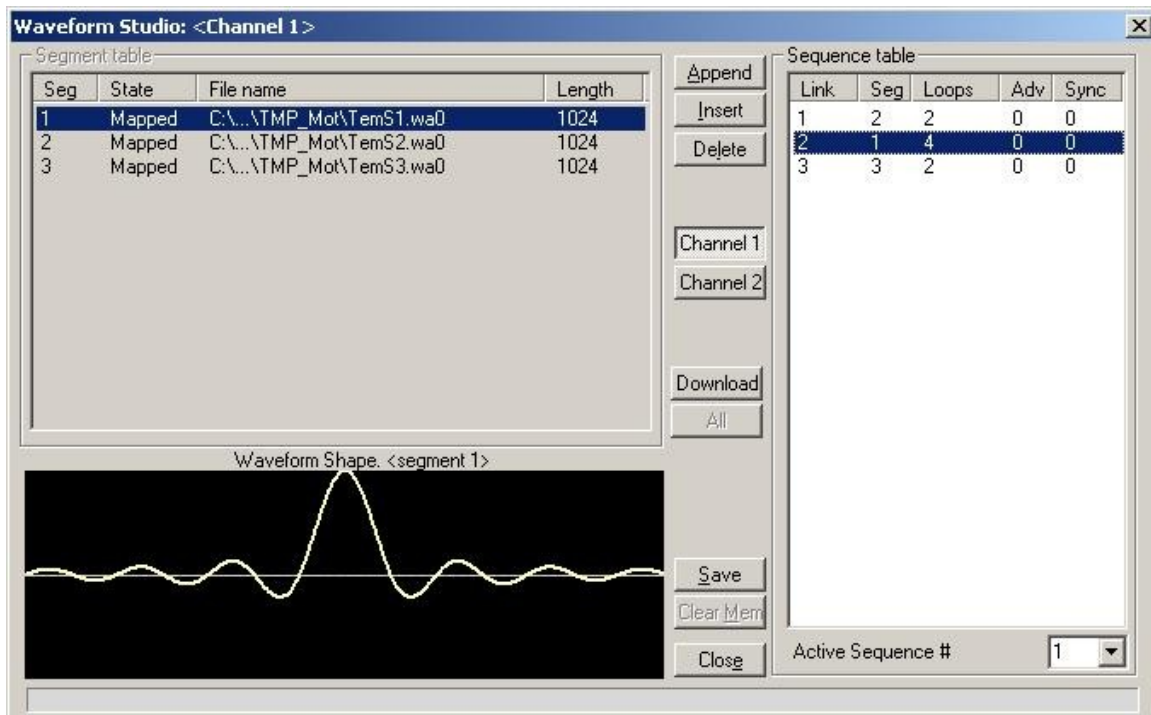 Waveform Studio: <Channel 1>
Segment table
Seg State File name Length
1 Mapped C:\...\TMP_Mot\TemS1.wa0 1024
2 Mapped C:\...\TMP_Mot\TemS2.wa0 1024
3 Mapped C:\...\TMP_Mot\TemS3.wa0 1024
Waveform Shape. <segment 1>
Append
Insert
Delete
Channel 1
Channel 2
Download
All
Save
Clear Mem
Close
Sequence table
Link Seg Loops Adv Sync
1 2 2 0 0
2 1 4 0 0
3 3 2 0 0
Active Sequence # 1